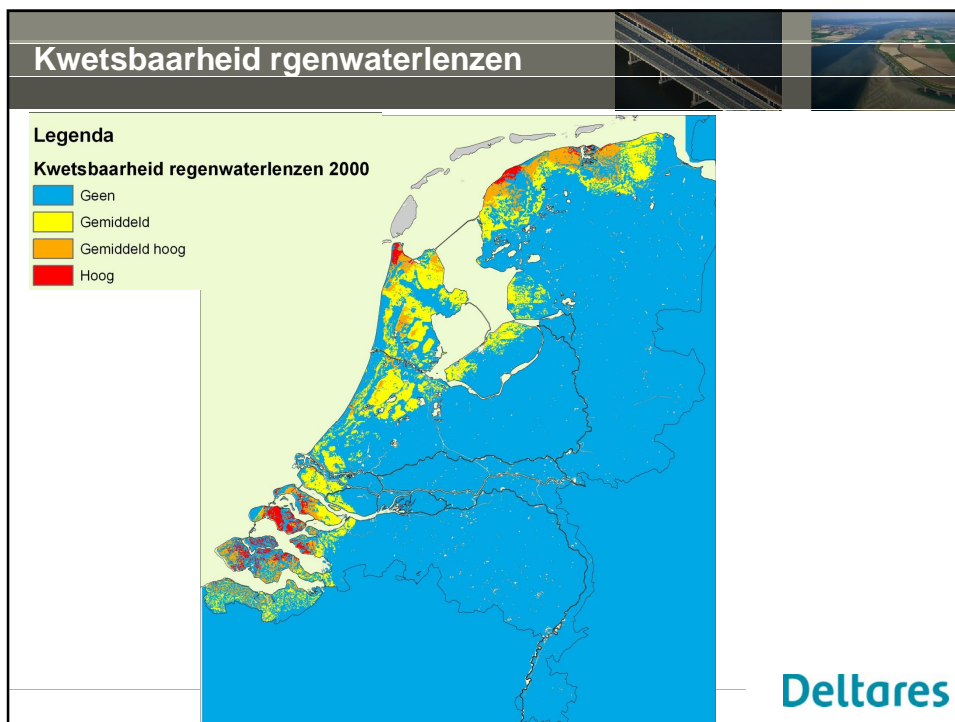 Kwetsbaarheid rgenwaterlenzen
Legenda
Kwetsbaarheid regenwaterlenzen 2000
Geen
Gemiddeld
Gemiddeld hoog
Hoog
Deltares